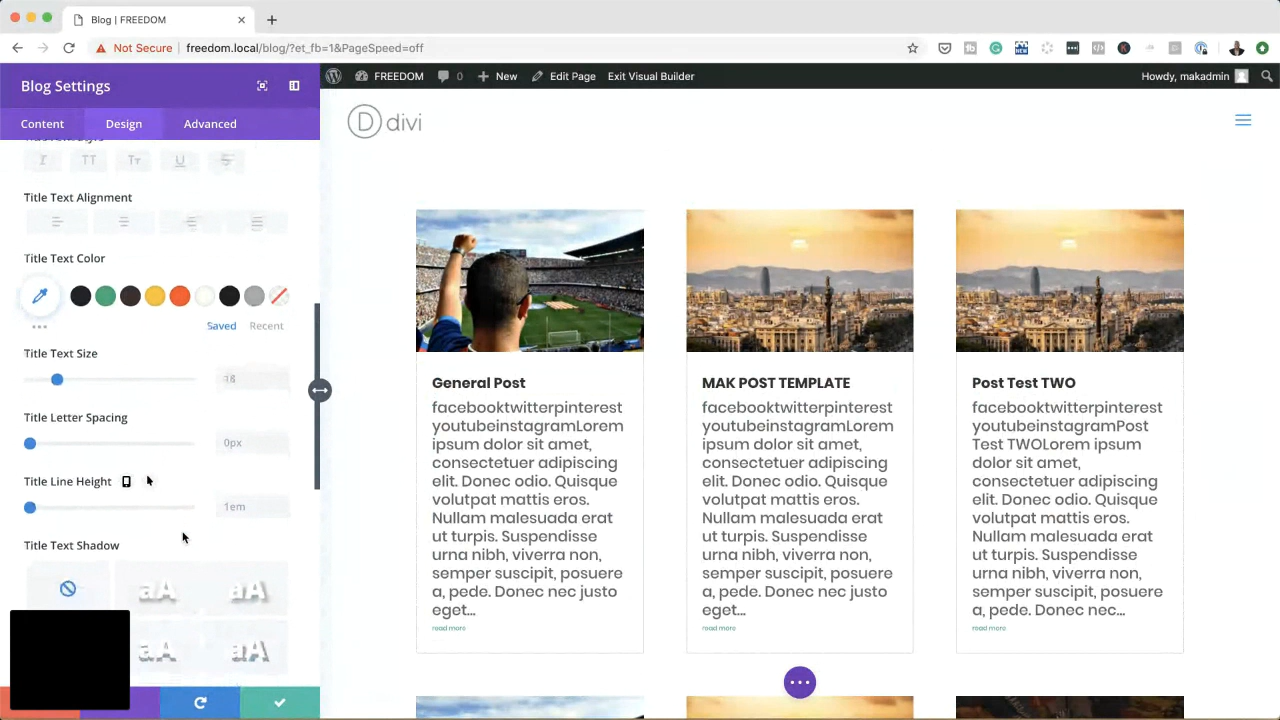 Blog | FREEDOM
Not Secure
freedom.local/blog/?et_fb=1&PageSpeed=off
FREEDOM
0
New
Edit Page
Exit Visual Builder
Howdy, makadmin
Blog Settings
Content
Design
Advanced
TT
Tт
U
S
Title Text Alignment
Title Text Color
Saved
Recent
Title Text Size
18
Title Letter Spacing
0px
Title Line Height
1em
Title Text Shadow
aA
aA
aA
aA
D divi
General Post
facebooktwitterpinterest
youtubeinstagramLorem
ipsum dolor sit amet,
consectetuer adipiscing
elit. Donec odio. Quisque
volutpat mattis eros.
Nullam malesuada erat
ut turpis. Suspendisse
urna nibh, viverra non,
semper suscipit, posuere
a, pede. Donec nec justo
eget...
read more
MAK POST TEMPLATE
facebooktwitterpinterest
youtubeinstagramLorem
ipsum dolor sit amet,
consectetuer adipiscing
elit. Donec odio. Quisque
volutpat mattis eros.
Nullam malesuada erat
ut turpis. Suspendisse
urna nibh, viverra non,
semper suscipit, posuere
a, pede. Donec nec justo
eget...
read more
Post Test TWO
facebooktwitterpinterest
youtubeinstagramPost
Test TWOLorem ipsum
dolor sit amet,
consectetuer adipiscing
elit. Donec odio. Quisque
volutpat mattis eros.
Nullam malesuada erat
ut turpis. Suspendisse
urna nibh, viverra non,
semper suscipit, posuere
a, pede. Donec nec...
read more